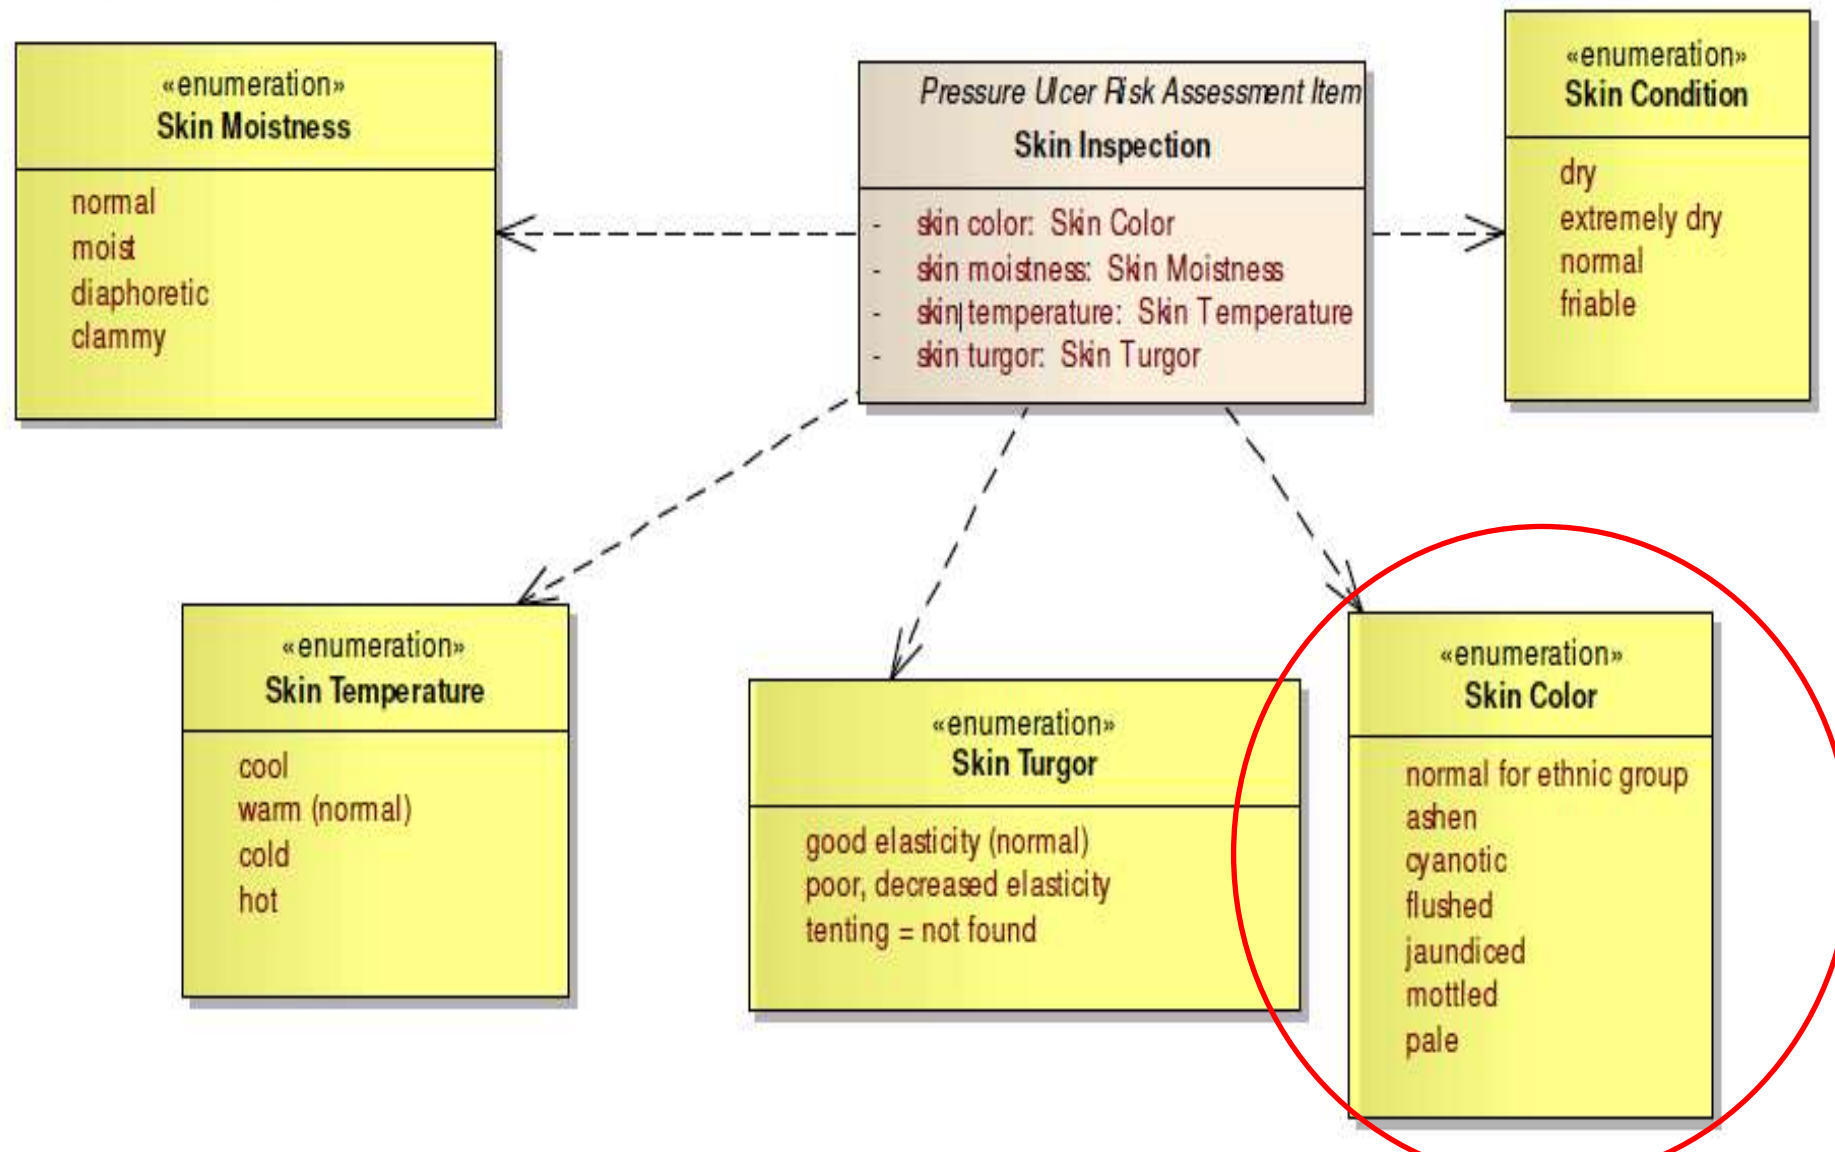 «enumeration»
Skin Moistness
normal
moist
diaphoretic
clammy
Pressure Ulcer Risk Assessment Item
Skin Inspection
- skin color: Skin Color
- skin moistness: Skin Moistness
- skin temperature: Skin Temperature
- skin turgor: Skin Turgor
«enumeration»
Skin Condition
dry
extremely dry
normal
friable
«enumeration»
Skin Temperature
cool
warm (normal)
cold
hot
«enumeration»
Skin Turgor
good elasticity (normal)
poor, decreased elasticity
tenting = not found
«enumeration»
Skin Color
normal for ethnic group
ashen
cyanotic
flushed
jaundiced
mottled
pale